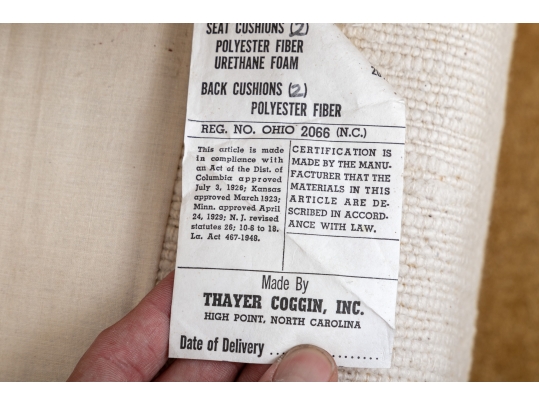 SEAT CUSHIONS (2)
POLYESTER FIBER
URETHANE FOAM
BACK CUSHIONS (2)
POLYESTER FIBER
REG. NO. OHIO 2066 (N.C.)
This article is made
in compliance with
an Act of the Dist. of
Columbia approved
July 3, 1926; Kansas
approved March 1923;
Minn. approved April
24, 1929; N. J. revised
statutes 26; 10-6 to 18.
La. Act 467-1948.
CERTIFICATION IS
MADE BY THE MANU-
FACTURER THAT THE
MATERIALS IN THIS
ARTICLE ARE DE-
SCRIBED IN ACCORD-
ANCE WITH LAW.
Made By
THAYER COGGIN, INC.
HIGH POINT, NORTH CAROLINA
Date of Delivery